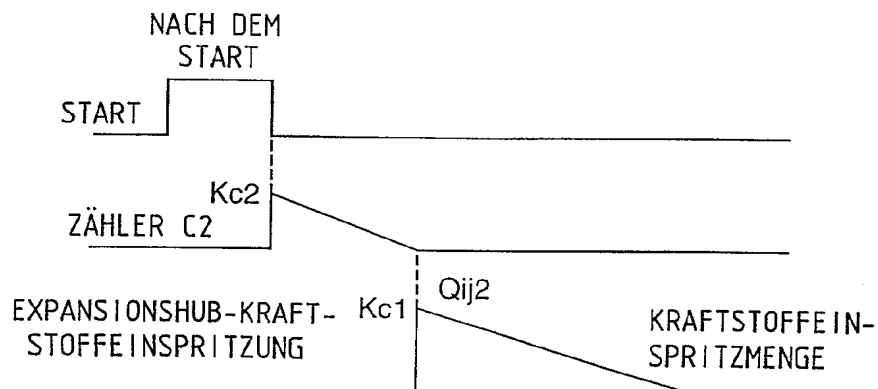 NACH DEM
START
START
Kc2
ZÄHLER C2
EXPANSIONSHUB-KRAFT-
STOFFEINSPRITZUNG
Kc1
Qij2
KRAFTSTOFFEIN-
SPRITZMENGE